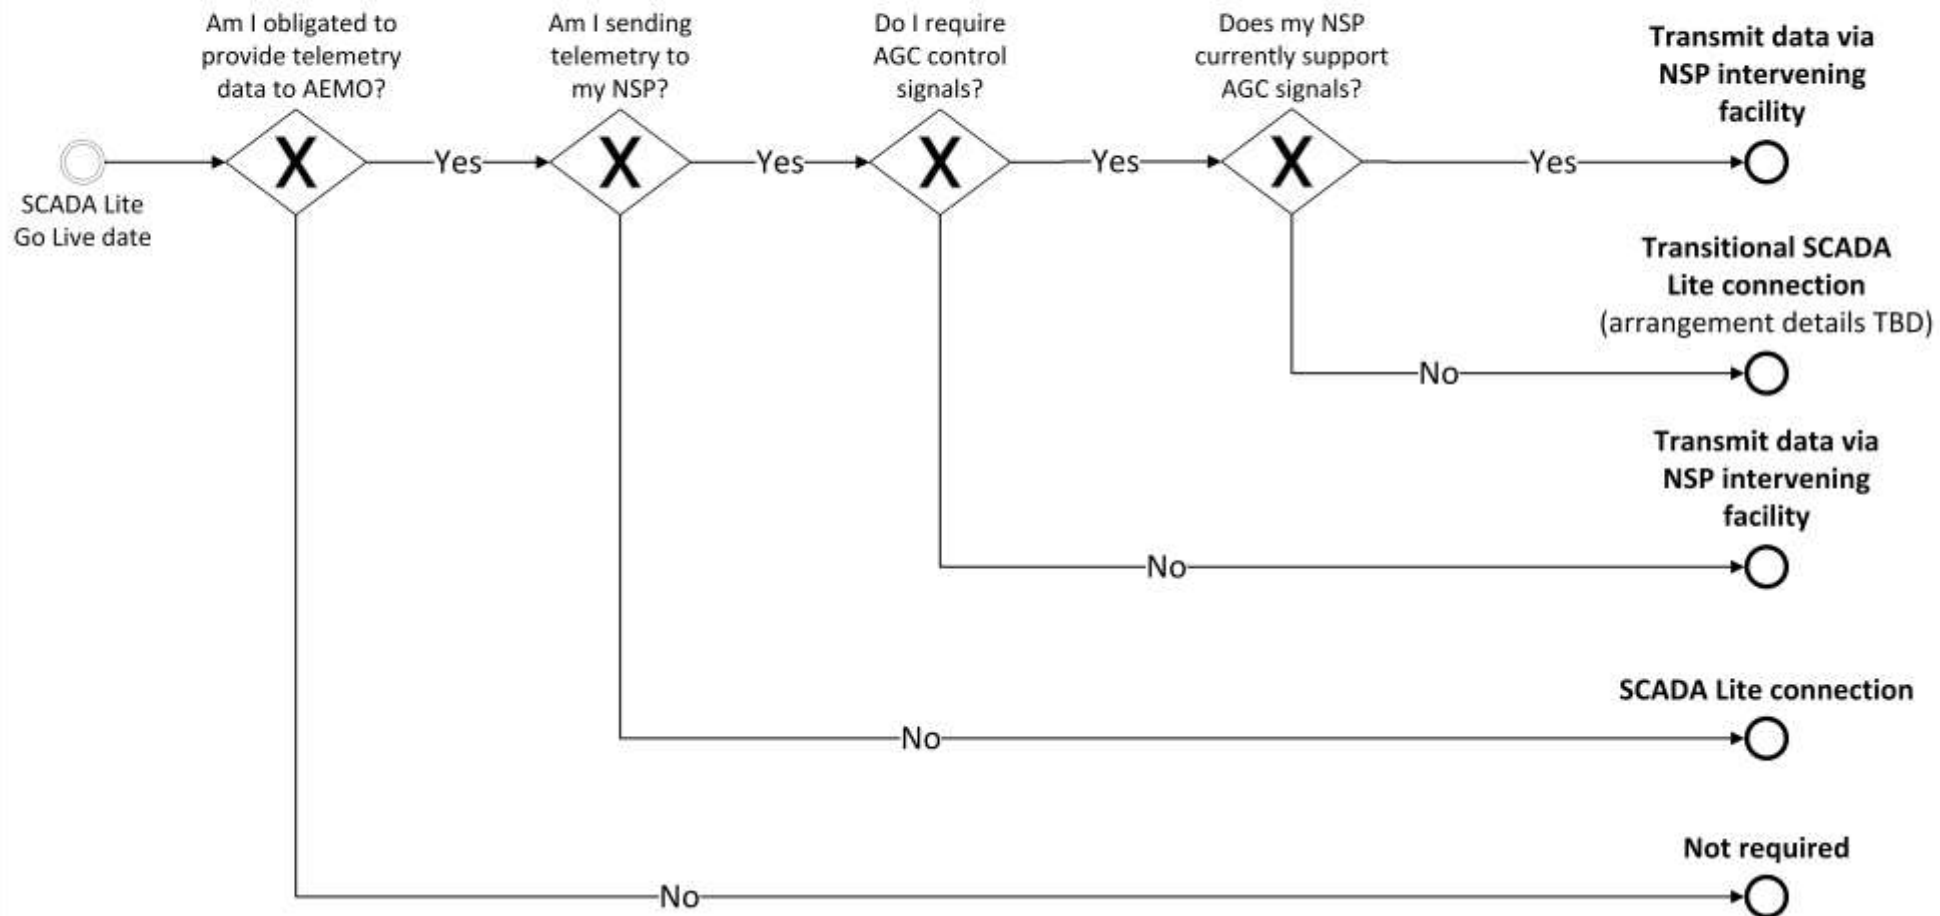 Am I obligated to
provide telemetry
data to AEMO?
Am I sending
telemetry to
my NSP?
Do I require
AGC control
signals?
Does my NSP
currently support
AGC signals?
Transmit data via
NSP intervening
facility
X
Yes
X
Yes
X
Yes
X
Yes
SCADA Lite
Go Live date
Transitional SCADA
Lite connection
(arrangement details TBD)
No
Transmit data via
NSP intervening
facility
No
SCADA Lite connection
No
Not required
No